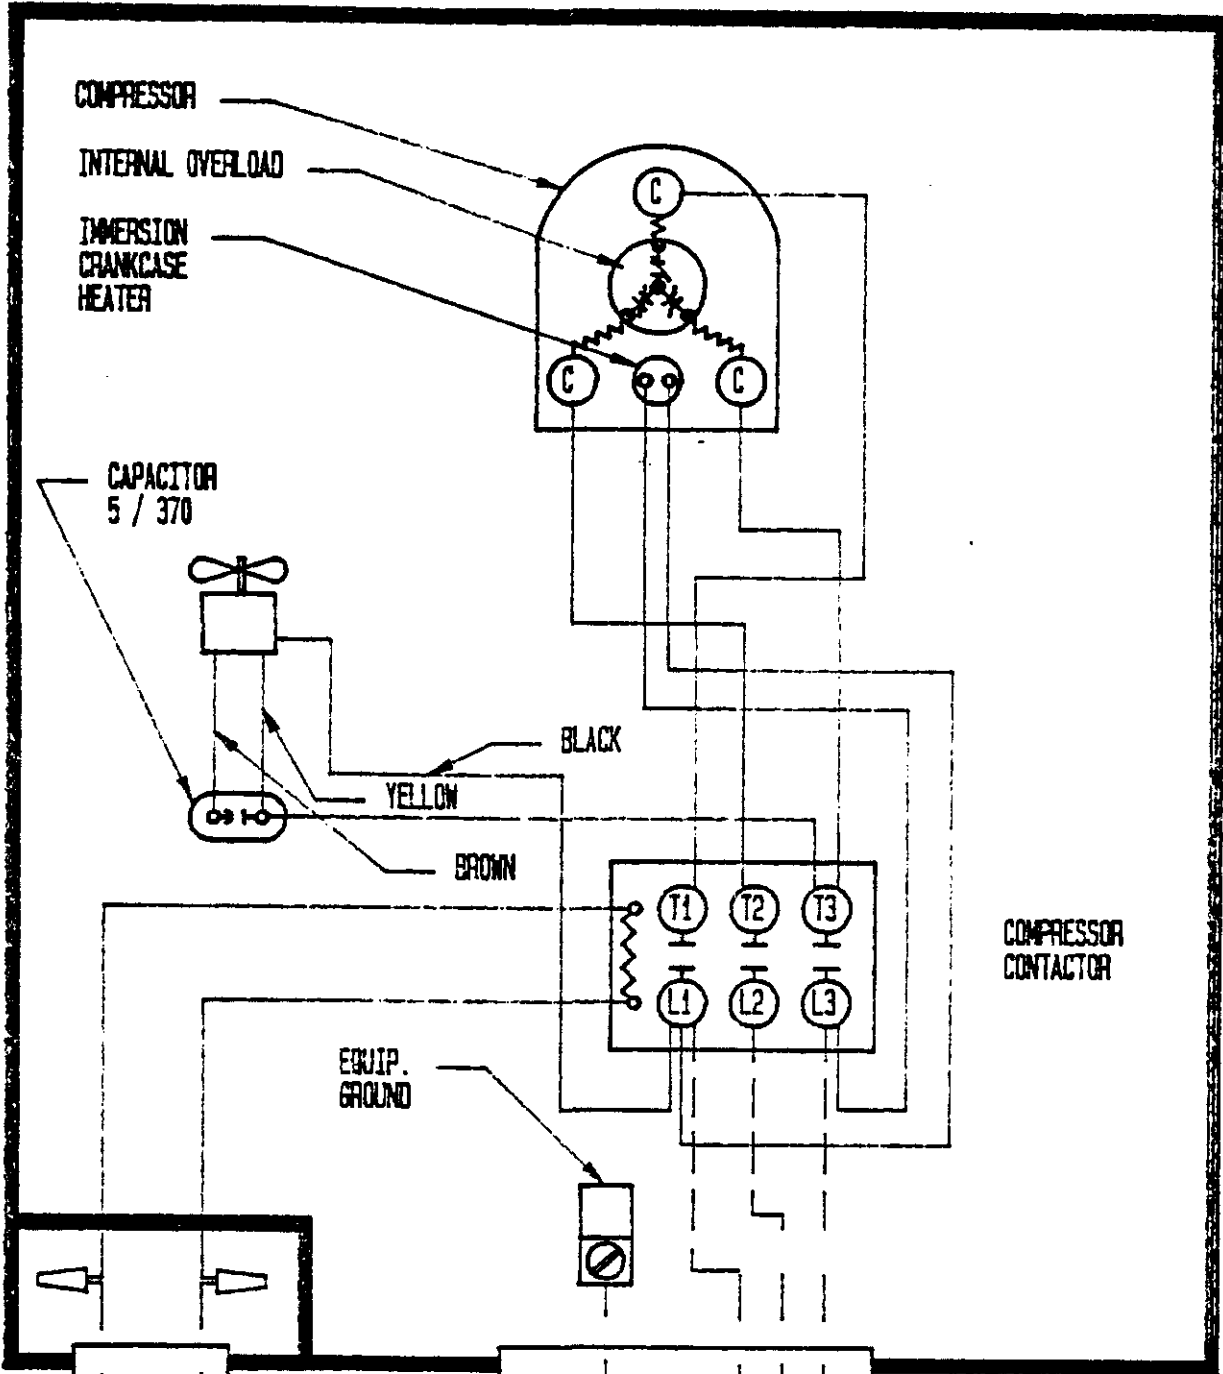 COMPRESSOR
INTERNAL OVERLOAD
IMMERSION
CRANKCASE
HEATER
C
C
C
CAPACITOR
5 / 370
BLACK
YELLOW
BROWN
T1 T2 T3
L1 L2 L3
COMPRESSOR
CONTACTOR
EQUIP.
GROUND